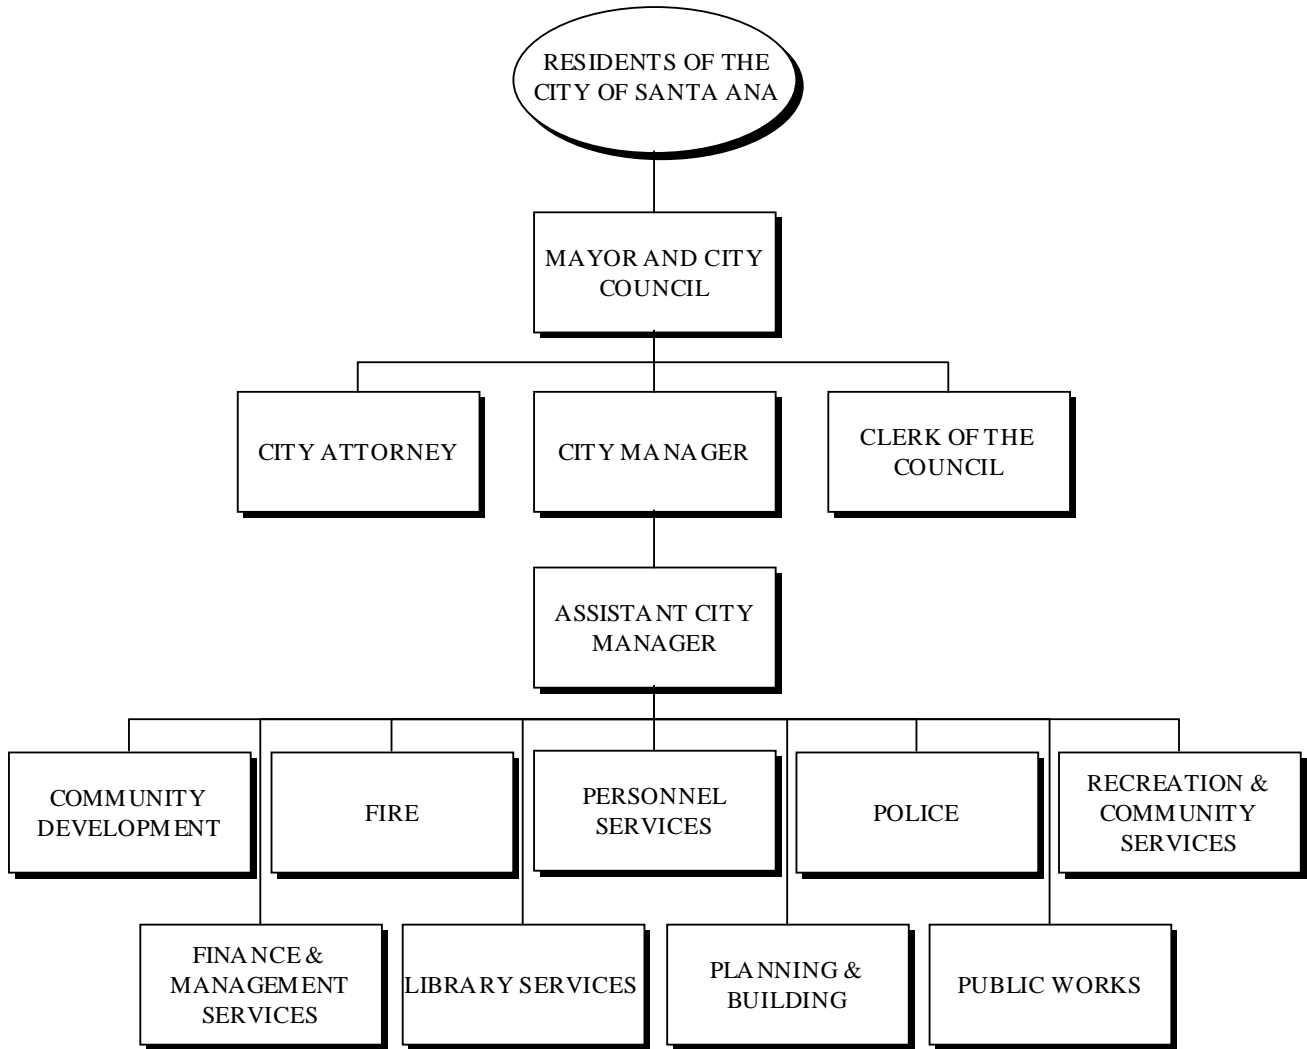 RESIDENTS OF THE
CITY OF SANTA ANA
MAYOR AND CITY
COUNCIL
CITY ATTORNEY
CITY MANAGER
CLERK OF THE
COUNCIL
ASSISTANT CITY
MANAGER
COMMUNITY
DEVELOPMENT
FIRE
PERSONNEL
SERVICES
POLICE
RECREATION &
COMMUNITY
SERVICES
FINANCE &
MANAGEMENT
SERVICES
LIBRARY SERVICES
PLANNING &
BUILDING
PUBLIC WORKS